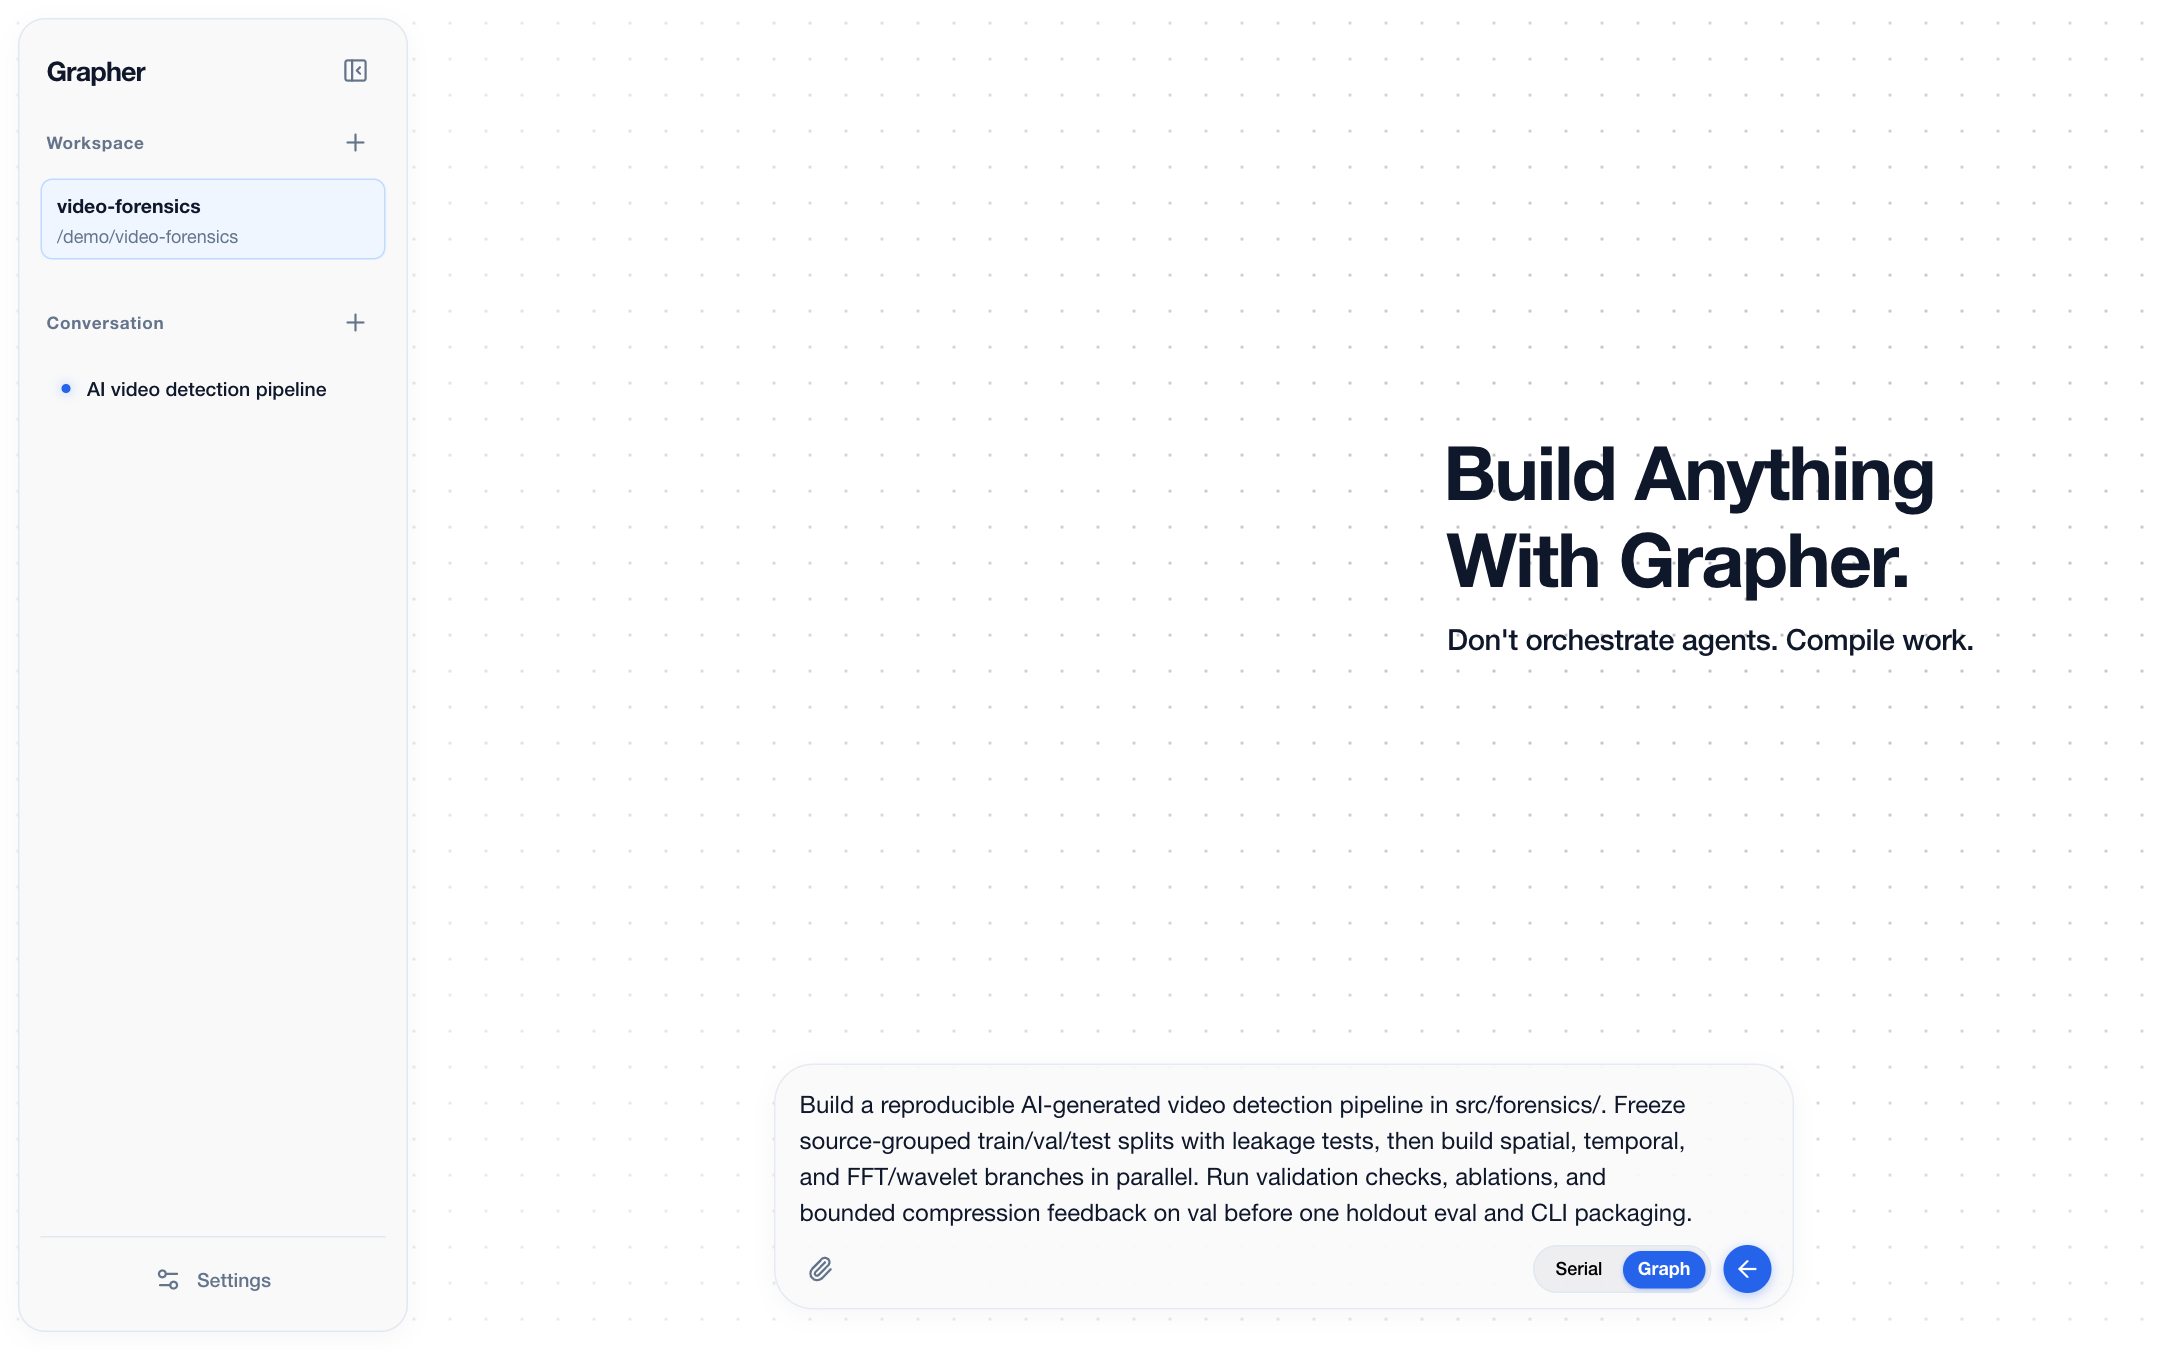 Grapher
Workspace
video-forensics
/demo/video-forensics
Conversation
AI video detection pipeline
Settings
Build Anything
With Grapher.
Don't orchestrate agents. Compile work.
Build a reproducible AI-generated video detection pipeline in src/forensics/. Freeze
source-grouped train/val/test splits with leakage tests, then build spatial, temporal,
and FFT/wavelet branches in parallel. Run validation checks, ablations, and
bounded compression feedback on val before one holdout eval and CLI packaging.
Serial
Graph